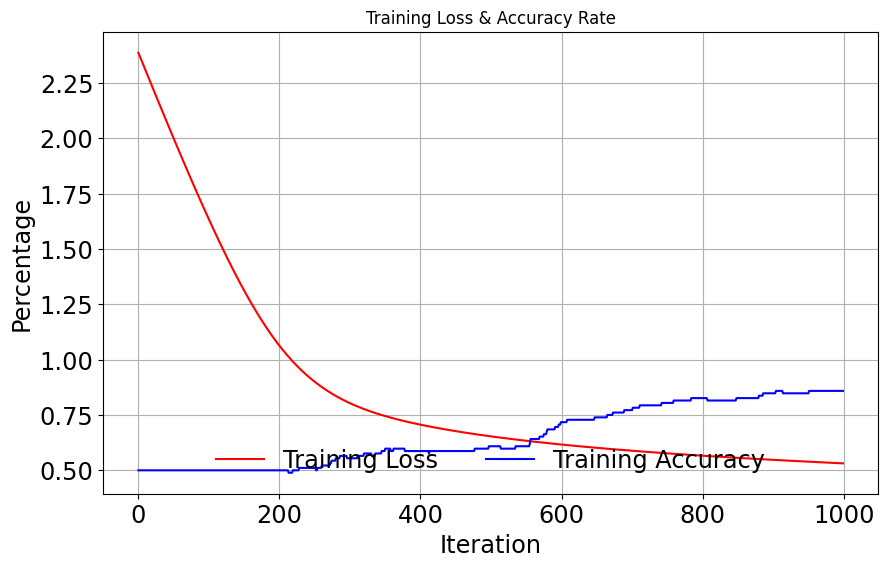 Training Loss & Accuracy Rate
Percentage
2.25
2.00
1.75
1.50
1.25
1.00
0.75
0.50
Training Loss Training Accuracy
0 200 400 600 800 1000
Iteration